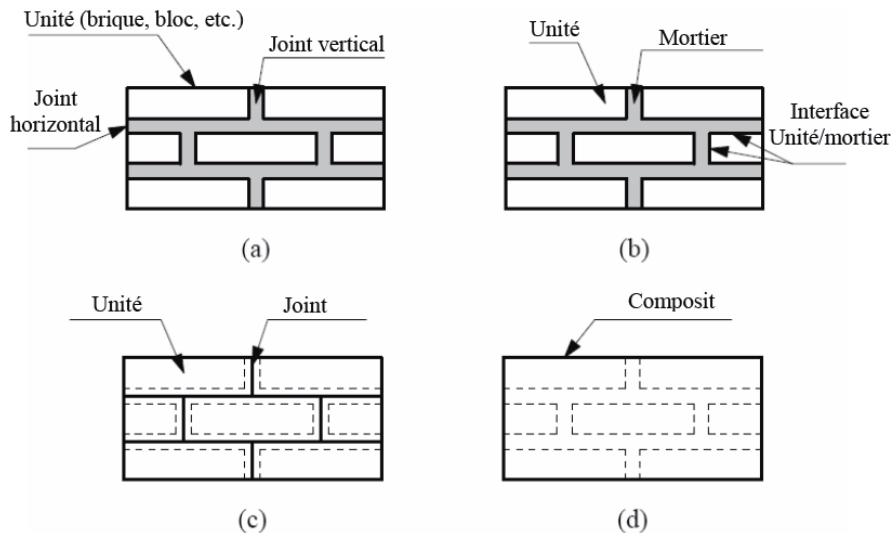 Unité (brique, bloc, etc.)
Joint vertical
Joint
horizontal
(a)
Unité
Mortier
Interface
Unité/mortier
(b)
Unité
Joint
(c)
Composit
(d)